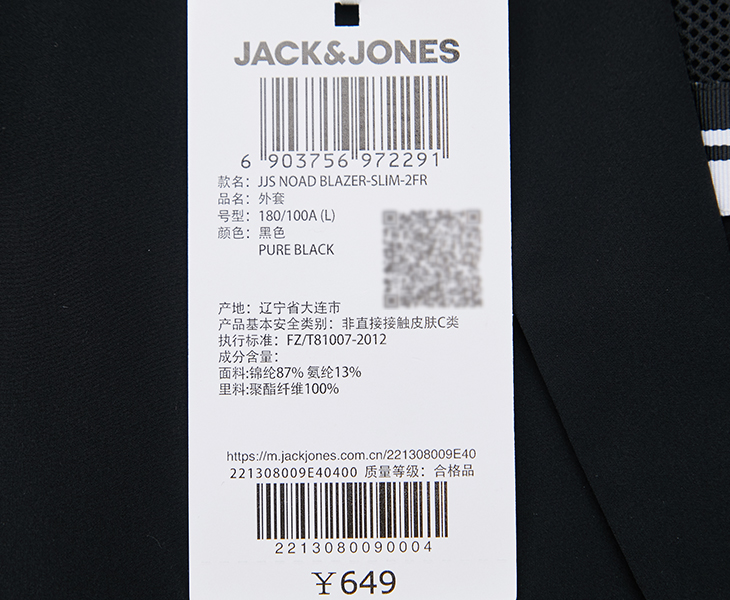 JACK&JONES
6 903756 972291
款名：JJS NOAD BLAZER-SLIM-2FR
品名：外套
号型：180/100A (L)
颜色：黑色
PURE BLACK
产地：辽宁省大连市
产品基本安全类别：非直接接触皮肤C类
执行标准：FZ/T81007-2012
成分含量：
面料:锦纶87% 氨纶13%
里料:聚酯纤维100%
https://m.jackjones.com.cn/221308009E40
221308009E40400 质量等级：合格品
2213080090004
￥649